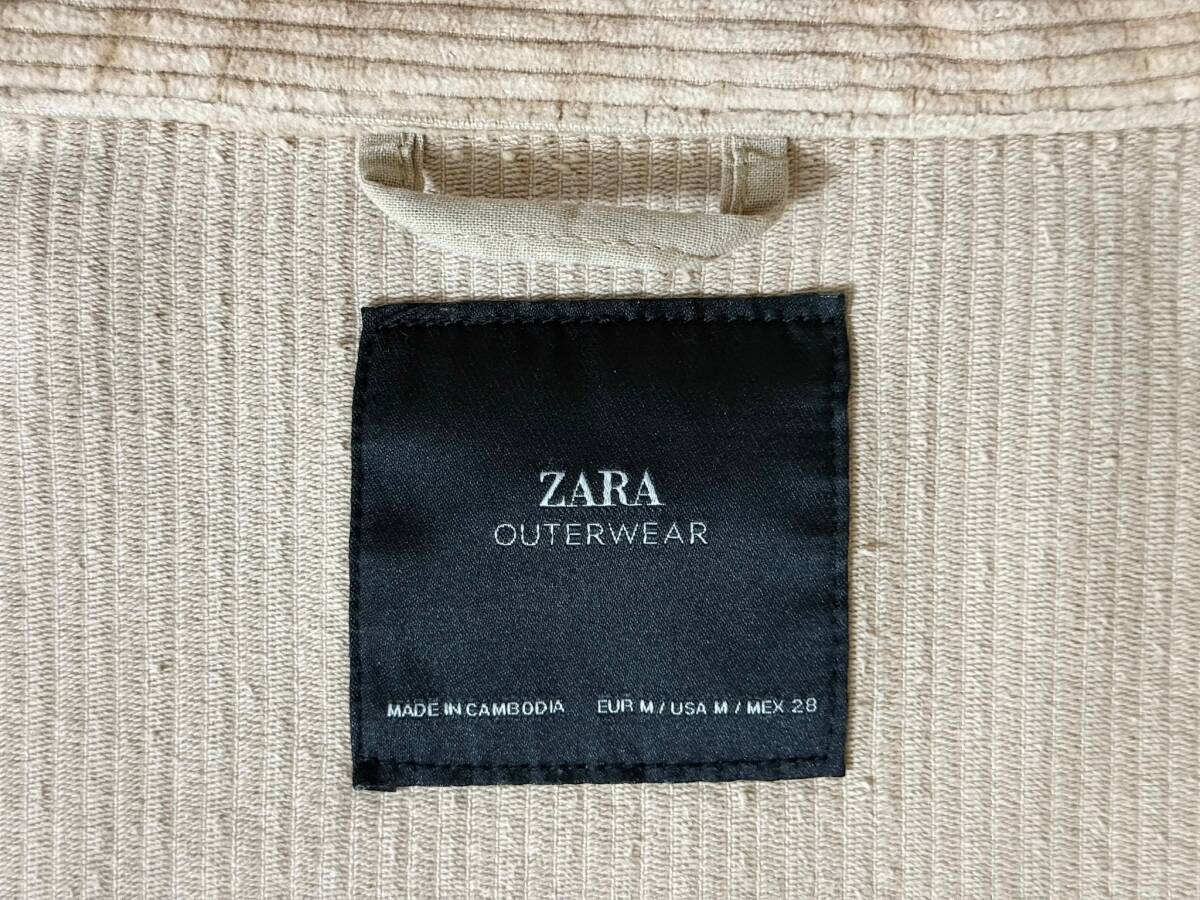 ZARA
OUTERWEAR
MADE IN CAMBODIA EUR M / USA M / MEX 28